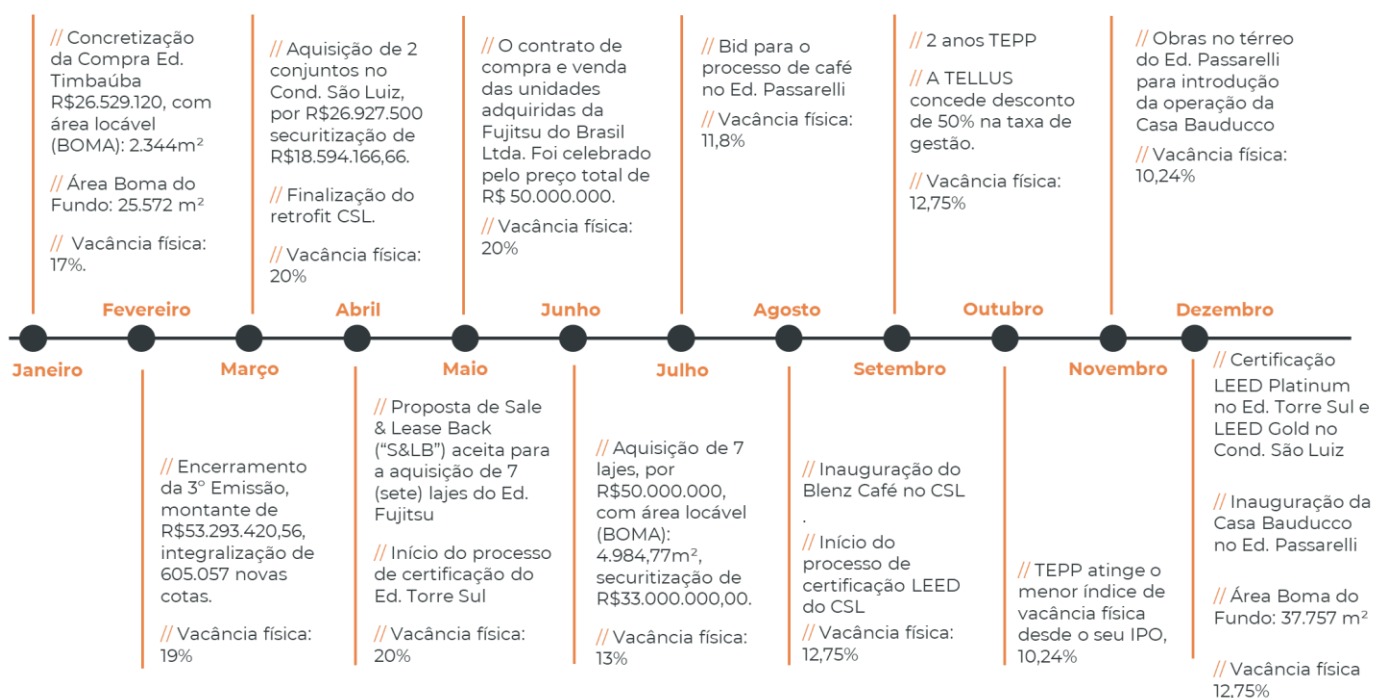 // Concretização
da Compra Ed.
Timbaúba
R$26.529.120, com
área locável
(BOMA): 2.344m²
// Área Boma do
Fundo: 25.572 m²
// Vacância física:
17%.
// Aquisição de 2
conjuntos no
Cond. São Luiz,
por R$26.927.500
securitização de
R$18.594.166,66.
// Finalização do
retrofit CSL.
// Vacância física:
20%
// O contrato de
compra e venda
das unidades
adquiridas da
Fujitsu do Brasil
Ltda. Foi celebrado
pelo preço total de
R$ 50.000.000.
// Vacância física:
20%
// Bid para o
processo de café
no Ed. Passarelli
// Vacância física:
11,8%
// 2 anos TEPP
// A TELLUS
concede desconto
de 50% na taxa de
gestão.
// Vacância física:
12,75%
// Obras no térreo
do Ed. Passarelli
para introdução
da operação da
Casa Bauducco
// Vacância física:
10,24%
Fevereiro
Abril
Junho
Agosto
Outubro
Dezembro
Janeiro
Março
Maio
Julho
Setembro
Novembro
// Encerramento
da 3º Emissão,
montante de
R$53.293.420,56,
integralização de
605.057 novas
cotas.
// Vacância física:
19%
// Proposta de Sale
& Lease Back
(“S&LB”) aceita para
a aquisição de 7
(sete) lajes do Ed.
Fujitsu
// Início do processo
de certificação do
Ed. Torre Sul
// Vacância física:
20%
// Aquisição de 7
lajes, por
R$50.000.000,
com área locável
(BOMA):
4.984,77m²,
securitização de
R$33.000.000,00.
// Vacância física:
13%
// Inauguração do
Blenz Café no CSL
.
// Início do
processo de
certificação LEED
do CSL
// Vacância física:
12,75%
// TEPP atinge o
menor índice de
vacância física
desde o seu IPO,
10,24%
// Certificação
LEED Platinum
no Ed. Torre Sul e
LEED Gold no
Cond. São Luiz
// Inauguração da
Casa Bauducco
no Ed. Passarelli
// Área Boma do
Fundo: 37.757 m²
// Vacância física
12,75%